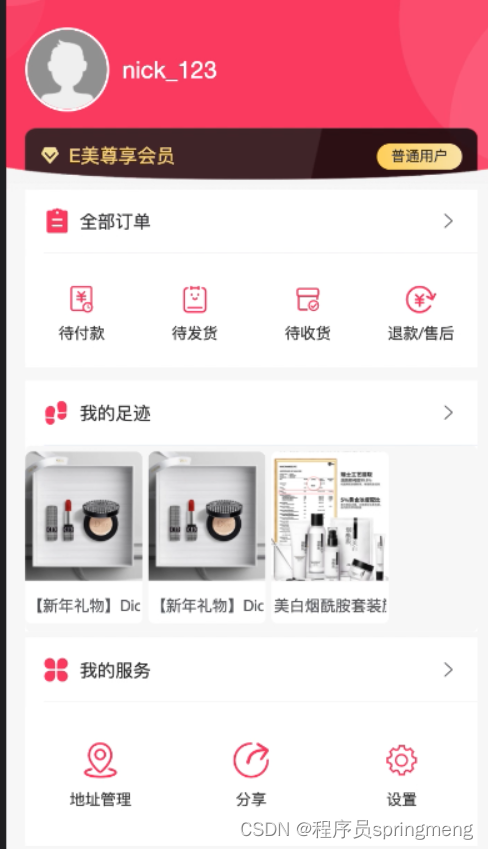 nick_123
E美尊享会员
普通用户
全部订单
待付款 待发货 待收货 退款/售后
我的足迹
【新年礼物】Dic 【新年礼物】Dic 美白烟酰胺套装旅
我的服务
地址管理 分享 设置
CSDN @程序员springmeng